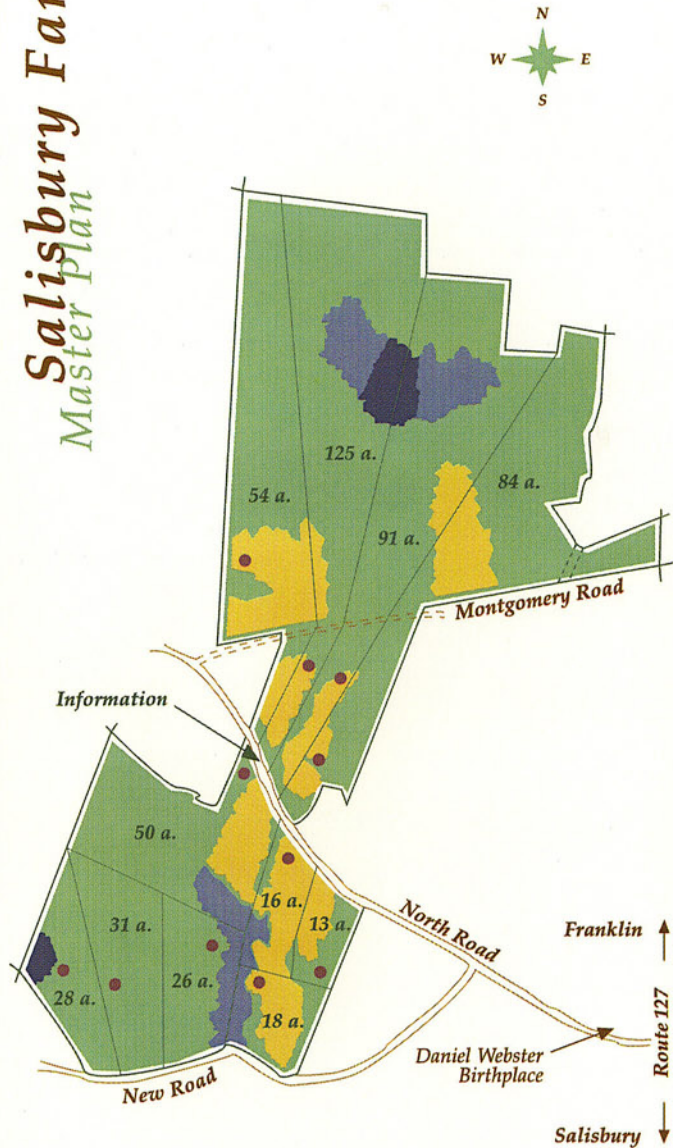 Salisbury
Master Plan
N
W E
S
125 a.
54 a.
84 a.
91 a.
Montgomery Road
Information
50 a.
16 a.
31 a.
13 a.
North Road
Franklin
26 a.
28 a.
18 a.
Route 127
Daniel Webster
Birthplace
New Road
Salisbury